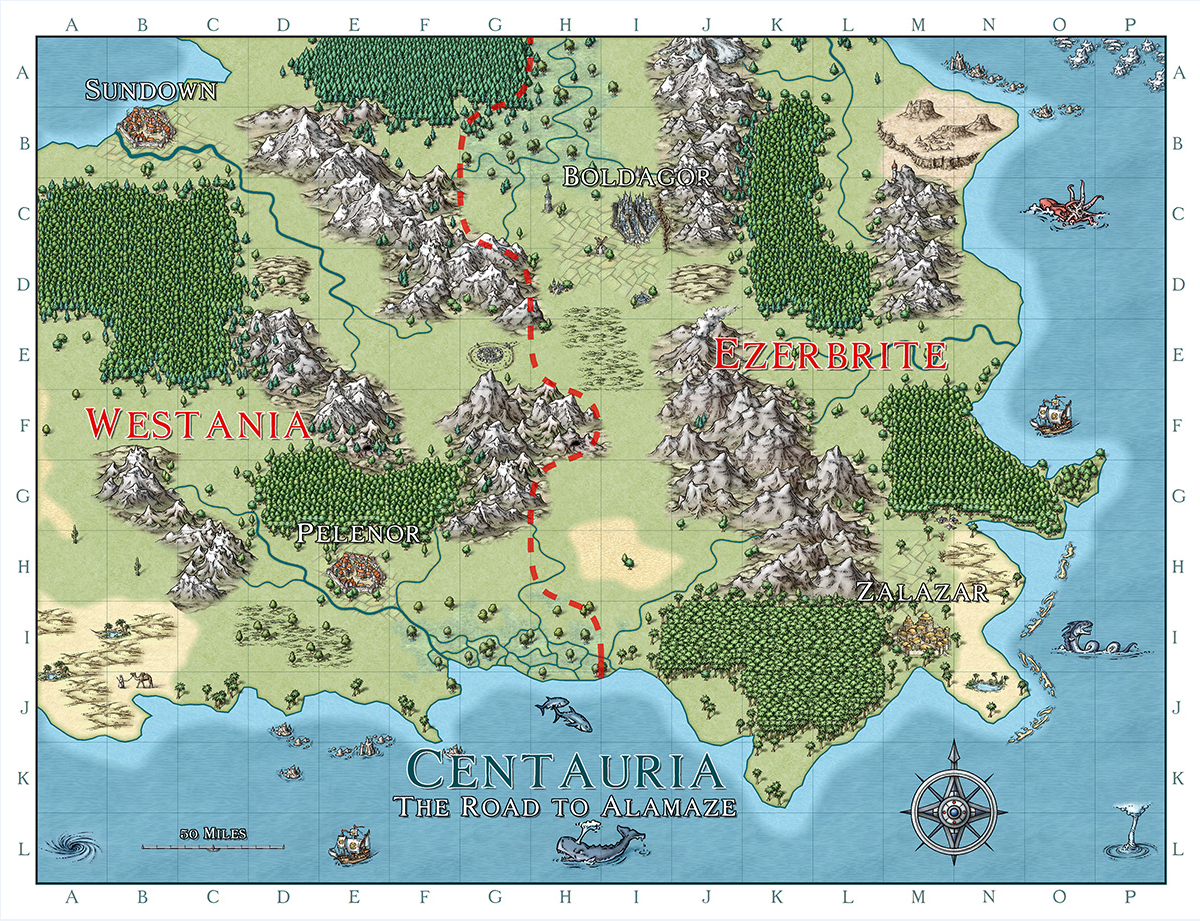 A B C D E F G H I J K L M N O P
A A
SUNDOWN
B B
BOLDAGOR
C C
D D
EZERBRITE
E E
WESTANIA
F F
G G
PELENOR
H H
ZALAZAR
I I
J J
CENTAURIA
K K
THE ROAD TO ALAMAZE
50 MILES
L L
A B C D E F G H I J K L M N O P